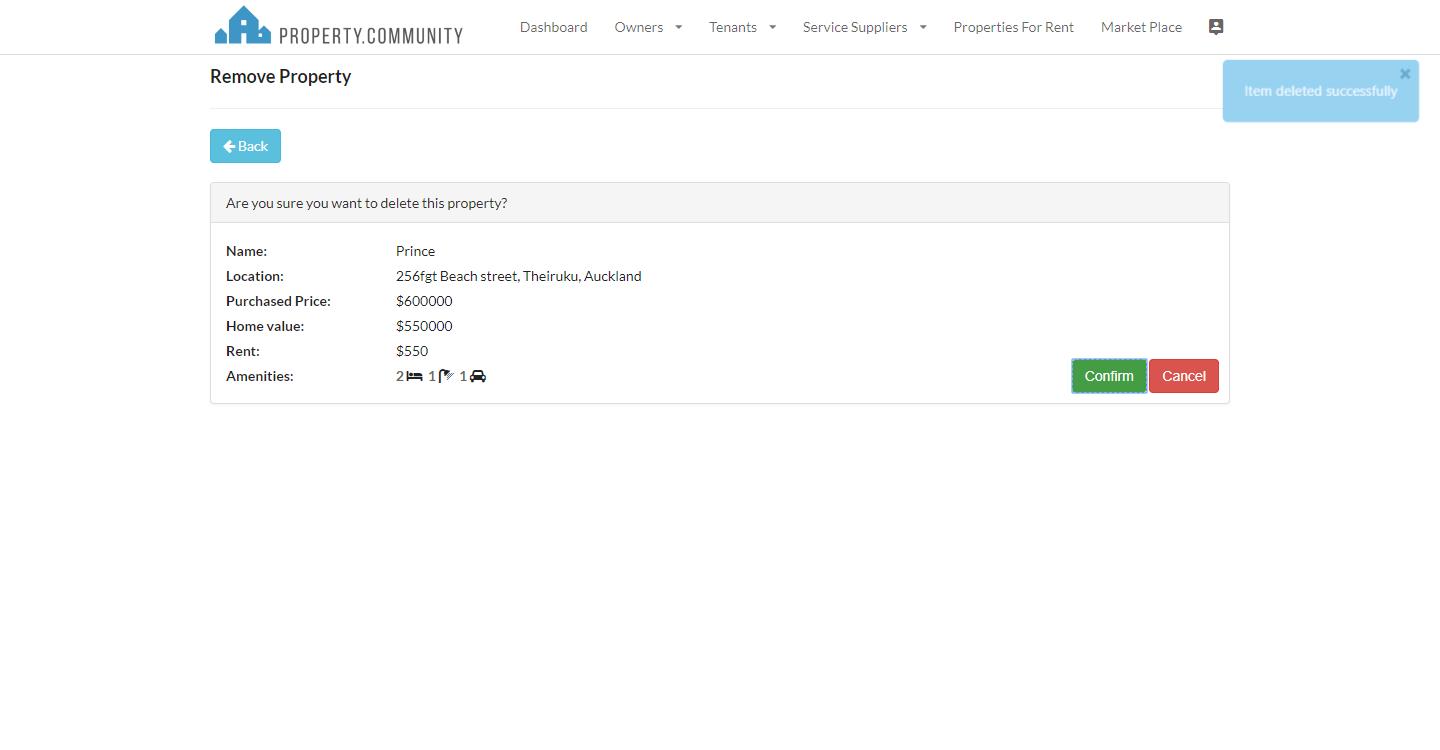 PROPERTY.COMMUNITY
Dashboard Owners Tenants Service Suppliers Properties For Rent Market Place
Remove Property
Item deleted successfully
Back
Are you sure you want to delete this property?
Name: Prince
Location: 256fgt Beach street, Theiruku, Auckland
Purchased Price: $600000
Home value: $550000
Rent: $550
Amenities: 2 1 1
Confirm Cancel